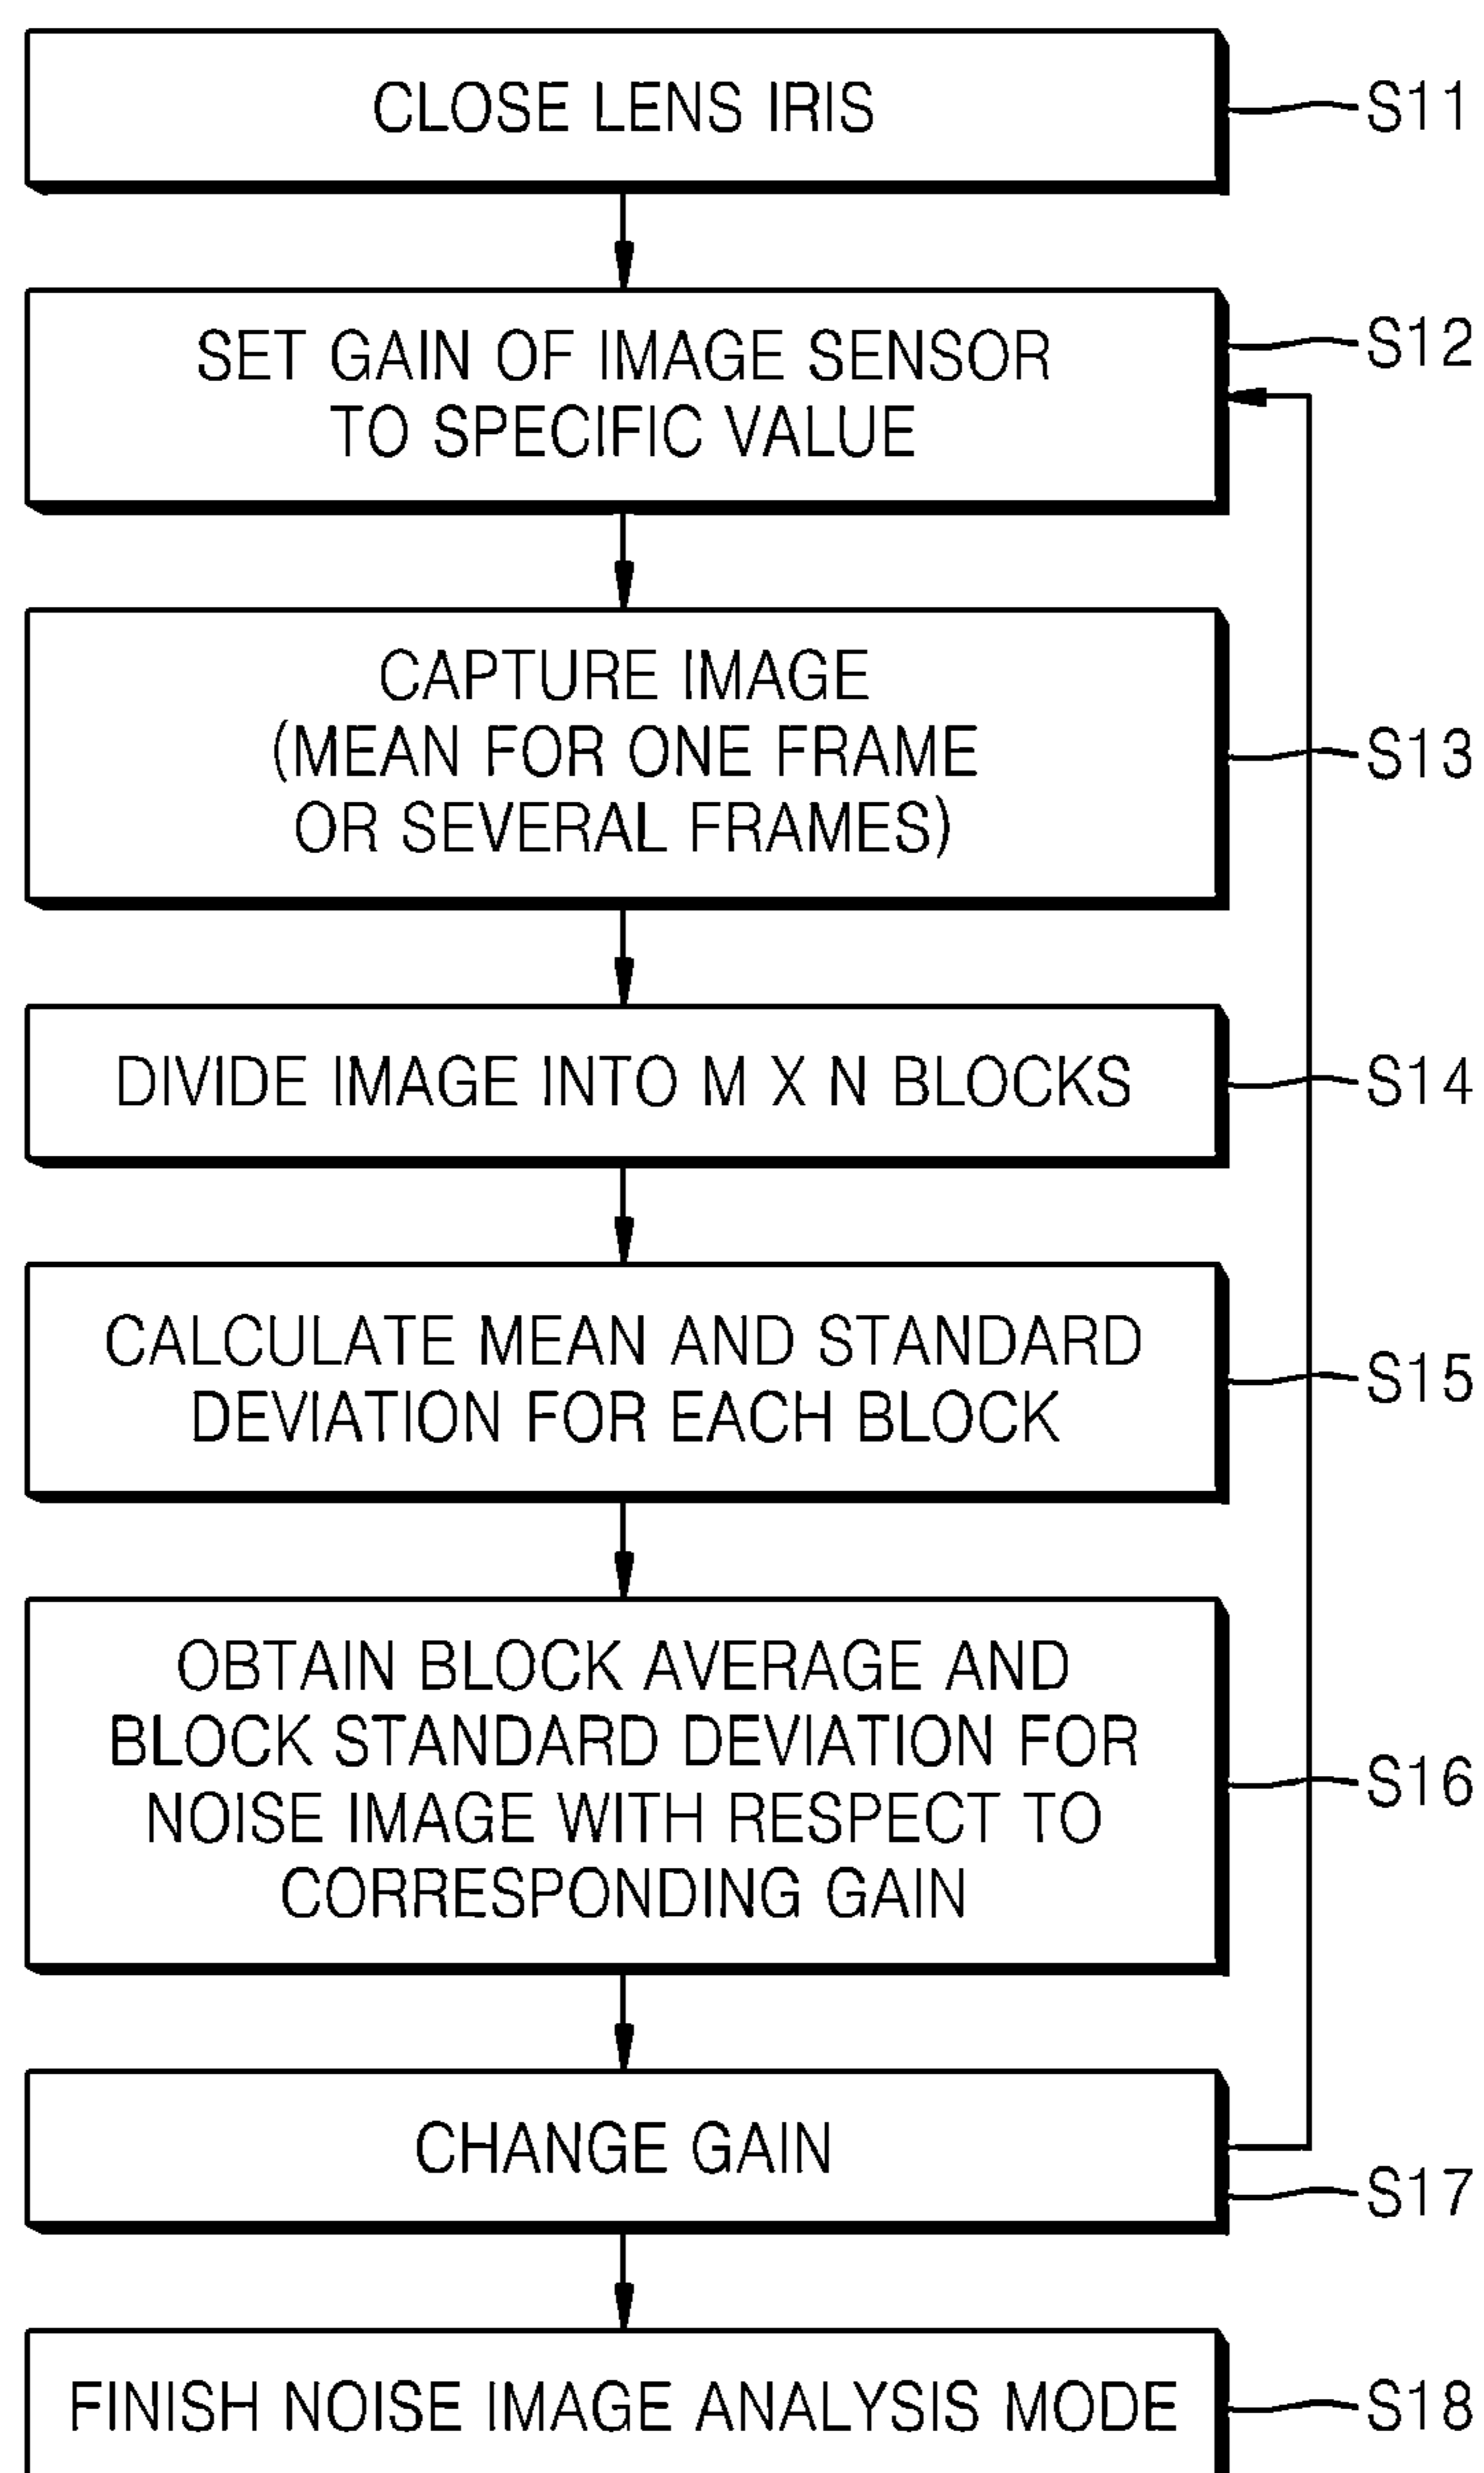 CLOSE LENS IRIS
S11
SET GAIN OF IMAGE SENSOR
TO SPECIFIC VALUE
S12
CAPTURE IMAGE
(MEAN FOR ONE FRAME
OR SEVERAL FRAMES)
S13
DIVIDE IMAGE INTO M X N BLOCKS
S14
CALCULATE MEAN AND STANDARD
DEVIATION FOR EACH BLOCK
S15
OBTAIN BLOCK AVERAGE AND
BLOCK STANDARD DEVIATION FOR
NOISE IMAGE WITH RESPECT TO
CORRESPONDING GAIN
S16
CHANGE GAIN
S17
FINISH NOISE IMAGE ANALYSIS MODE
S18